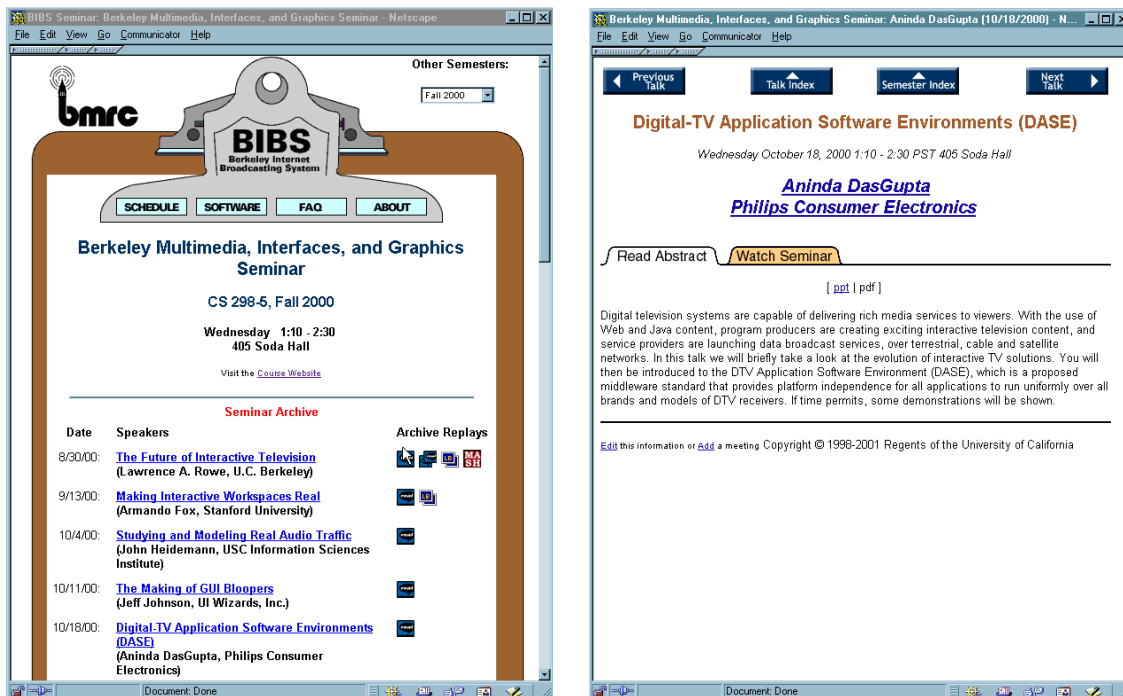 BIBS Seminar: Berkeley Multimedia, Interfaces, and Graphics Seminar - Netscape
File Edit View Go Communicator Help
bmrc
Other Semesters:
Fall 2000
BIBS
Berkeley Internet
Broadcasting System
SCHEDULE SOFTWARE FAQ ABOUT
Berkeley Multimedia, Interfaces, and Graphics
Seminar
CS 298-5, Fall 2000
Wednesday 1:10 - 2:30
405 Soda Hall
Visit the Course Website
Seminar Archive
Date Speakers Archive Replays
8/30/00: The Future of Interactive Television
(Lawrence A. Rowe, U.C. Berkeley)
real LB MASH
9/13/00: Making Interactive Workspaces Real
(Armando Fox, Stanford University)
real LB
10/4/00: Studying and Modeling Real Audio Traffic
(John Heidemann, USC Information Sciences
Institute)
real
10/11/00: The Making of GUI Bloopers
(Jeff Johnson, UI Wizards, Inc.)
real
10/18/00: Digital-TV Application Software Environments
(DASE)
(Aninda DasGupta, Philips Consumer
Electronics)
real
Document: Done
Berkeley Multimedia, Interfaces, and Graphics Seminar: Aninda DasGupta (10/18/2000) - N...
File Edit View Go Communicator Help
Previous Talk
Talk Index
Semester Index
Next Talk
Digital-TV Application Software Environments (DASE)
Wednesday October 18, 2000 1:10 - 2:30 PST 405 Soda Hall
Aninda DasGupta
Philips Consumer Electronics
Read Abstract Watch Seminar
[ ppt | pdf ]
Digital television systems are capable of delivering rich media services to viewers. With the use of
Web and Java content, program producers are creating exciting interactive television content, and
service providers are launching data broadcast services, over terrestrial, cable and satellite
networks. In this talk we will briefly take a look at the evolution of interactive TV solutions. You will
then be introduced to the DTV Application Software Environment (DASE), which is a proposed
middleware standard that provides platform independence for all applications to run uniformly over all
brands and models of DTV receivers. If time permits, some demonstrations will be shown.
Edit this information or Add a meeting Copyright © 1998-2001 Regents of the University of California
Document: Done